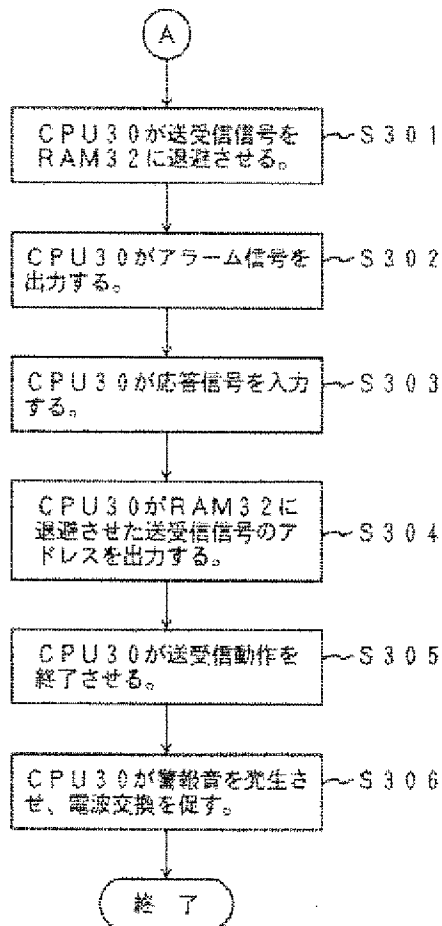 A
CPU30が送受信信号を ～S301
RAM32に退避させる。
CPU30がアラーム信号を ～S302
出力する。
CPU30が応答信号を入力 ～S303
する。
CPU30がRAM32に
退避させた送受信信号のア ～S304
ドレスを出力する。
CPU30が送受信動作を ～S305
終了させる。
CPU30が警報音を発生さ ～S306
せ、電波交換を促す。
終 了